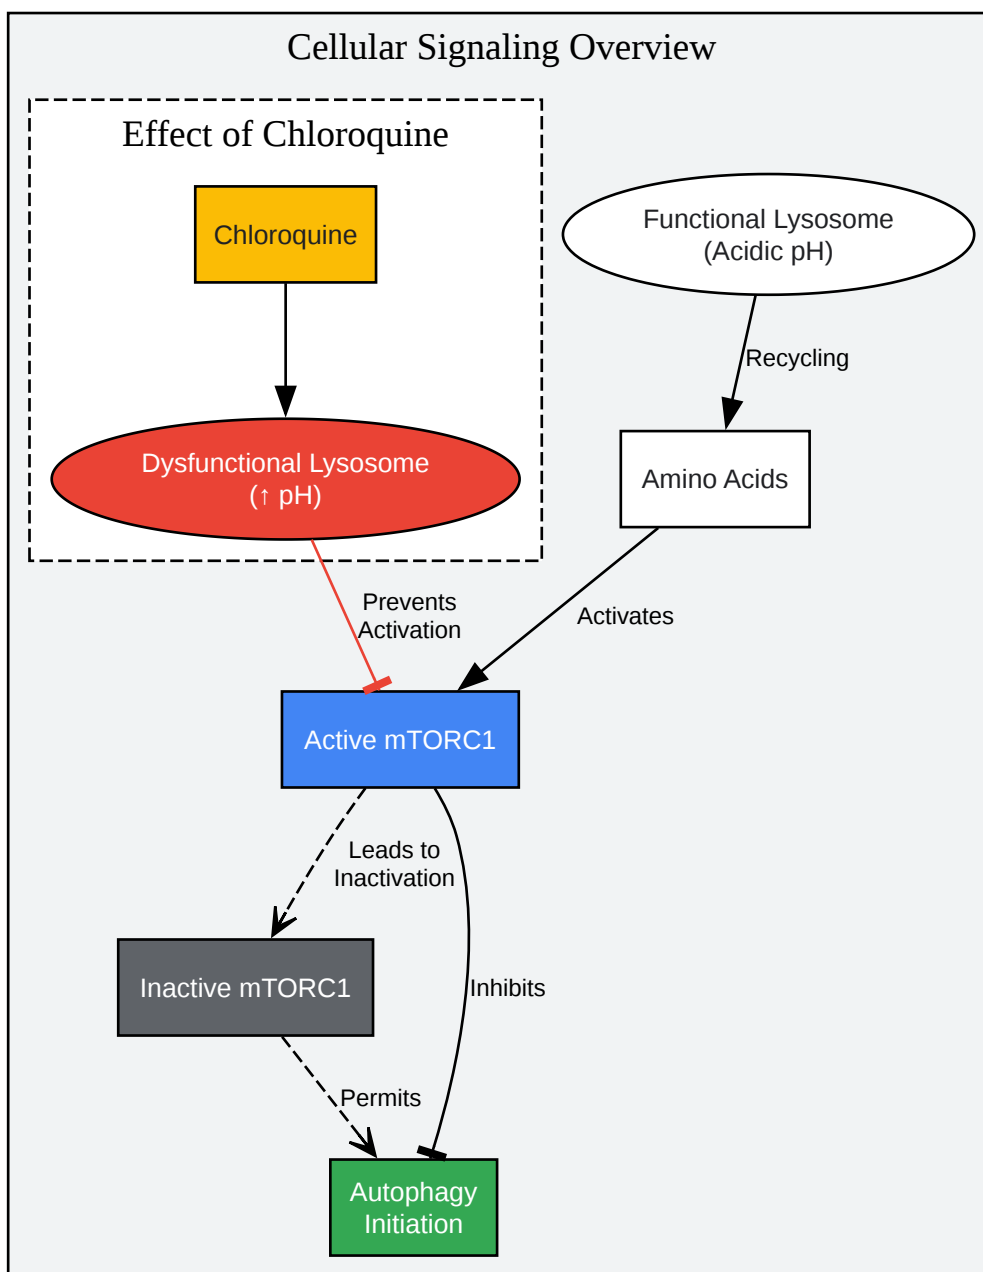 Cellular Signaling Overview
Effect of Chloroquine
Chloroquine
Functional Lysosome
(Acidic pH)
Recycling
Dysfunctional Lysosome
(↑ pH)
Amino Acids
Prevents
Activation
Activates
Active mTORC1
Leads to
Inactivation
Inactive mTORC1
Inhibits
Permits
Autophagy
Initiation